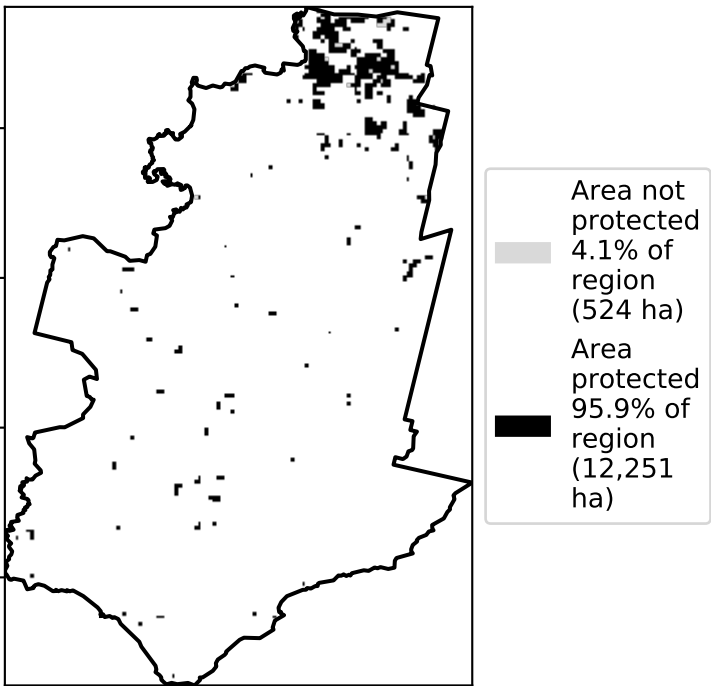 Area not
protected
4.1% of
region
(524 ha)
Area
protected
95.9% of
region
(12,251
ha)